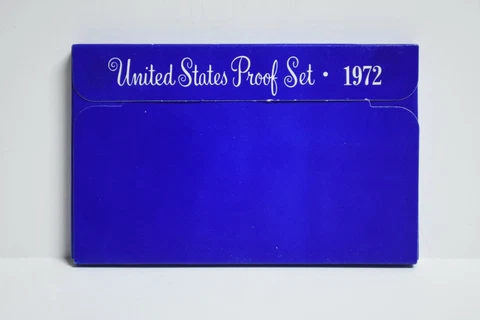 United States Proof Set • 1972